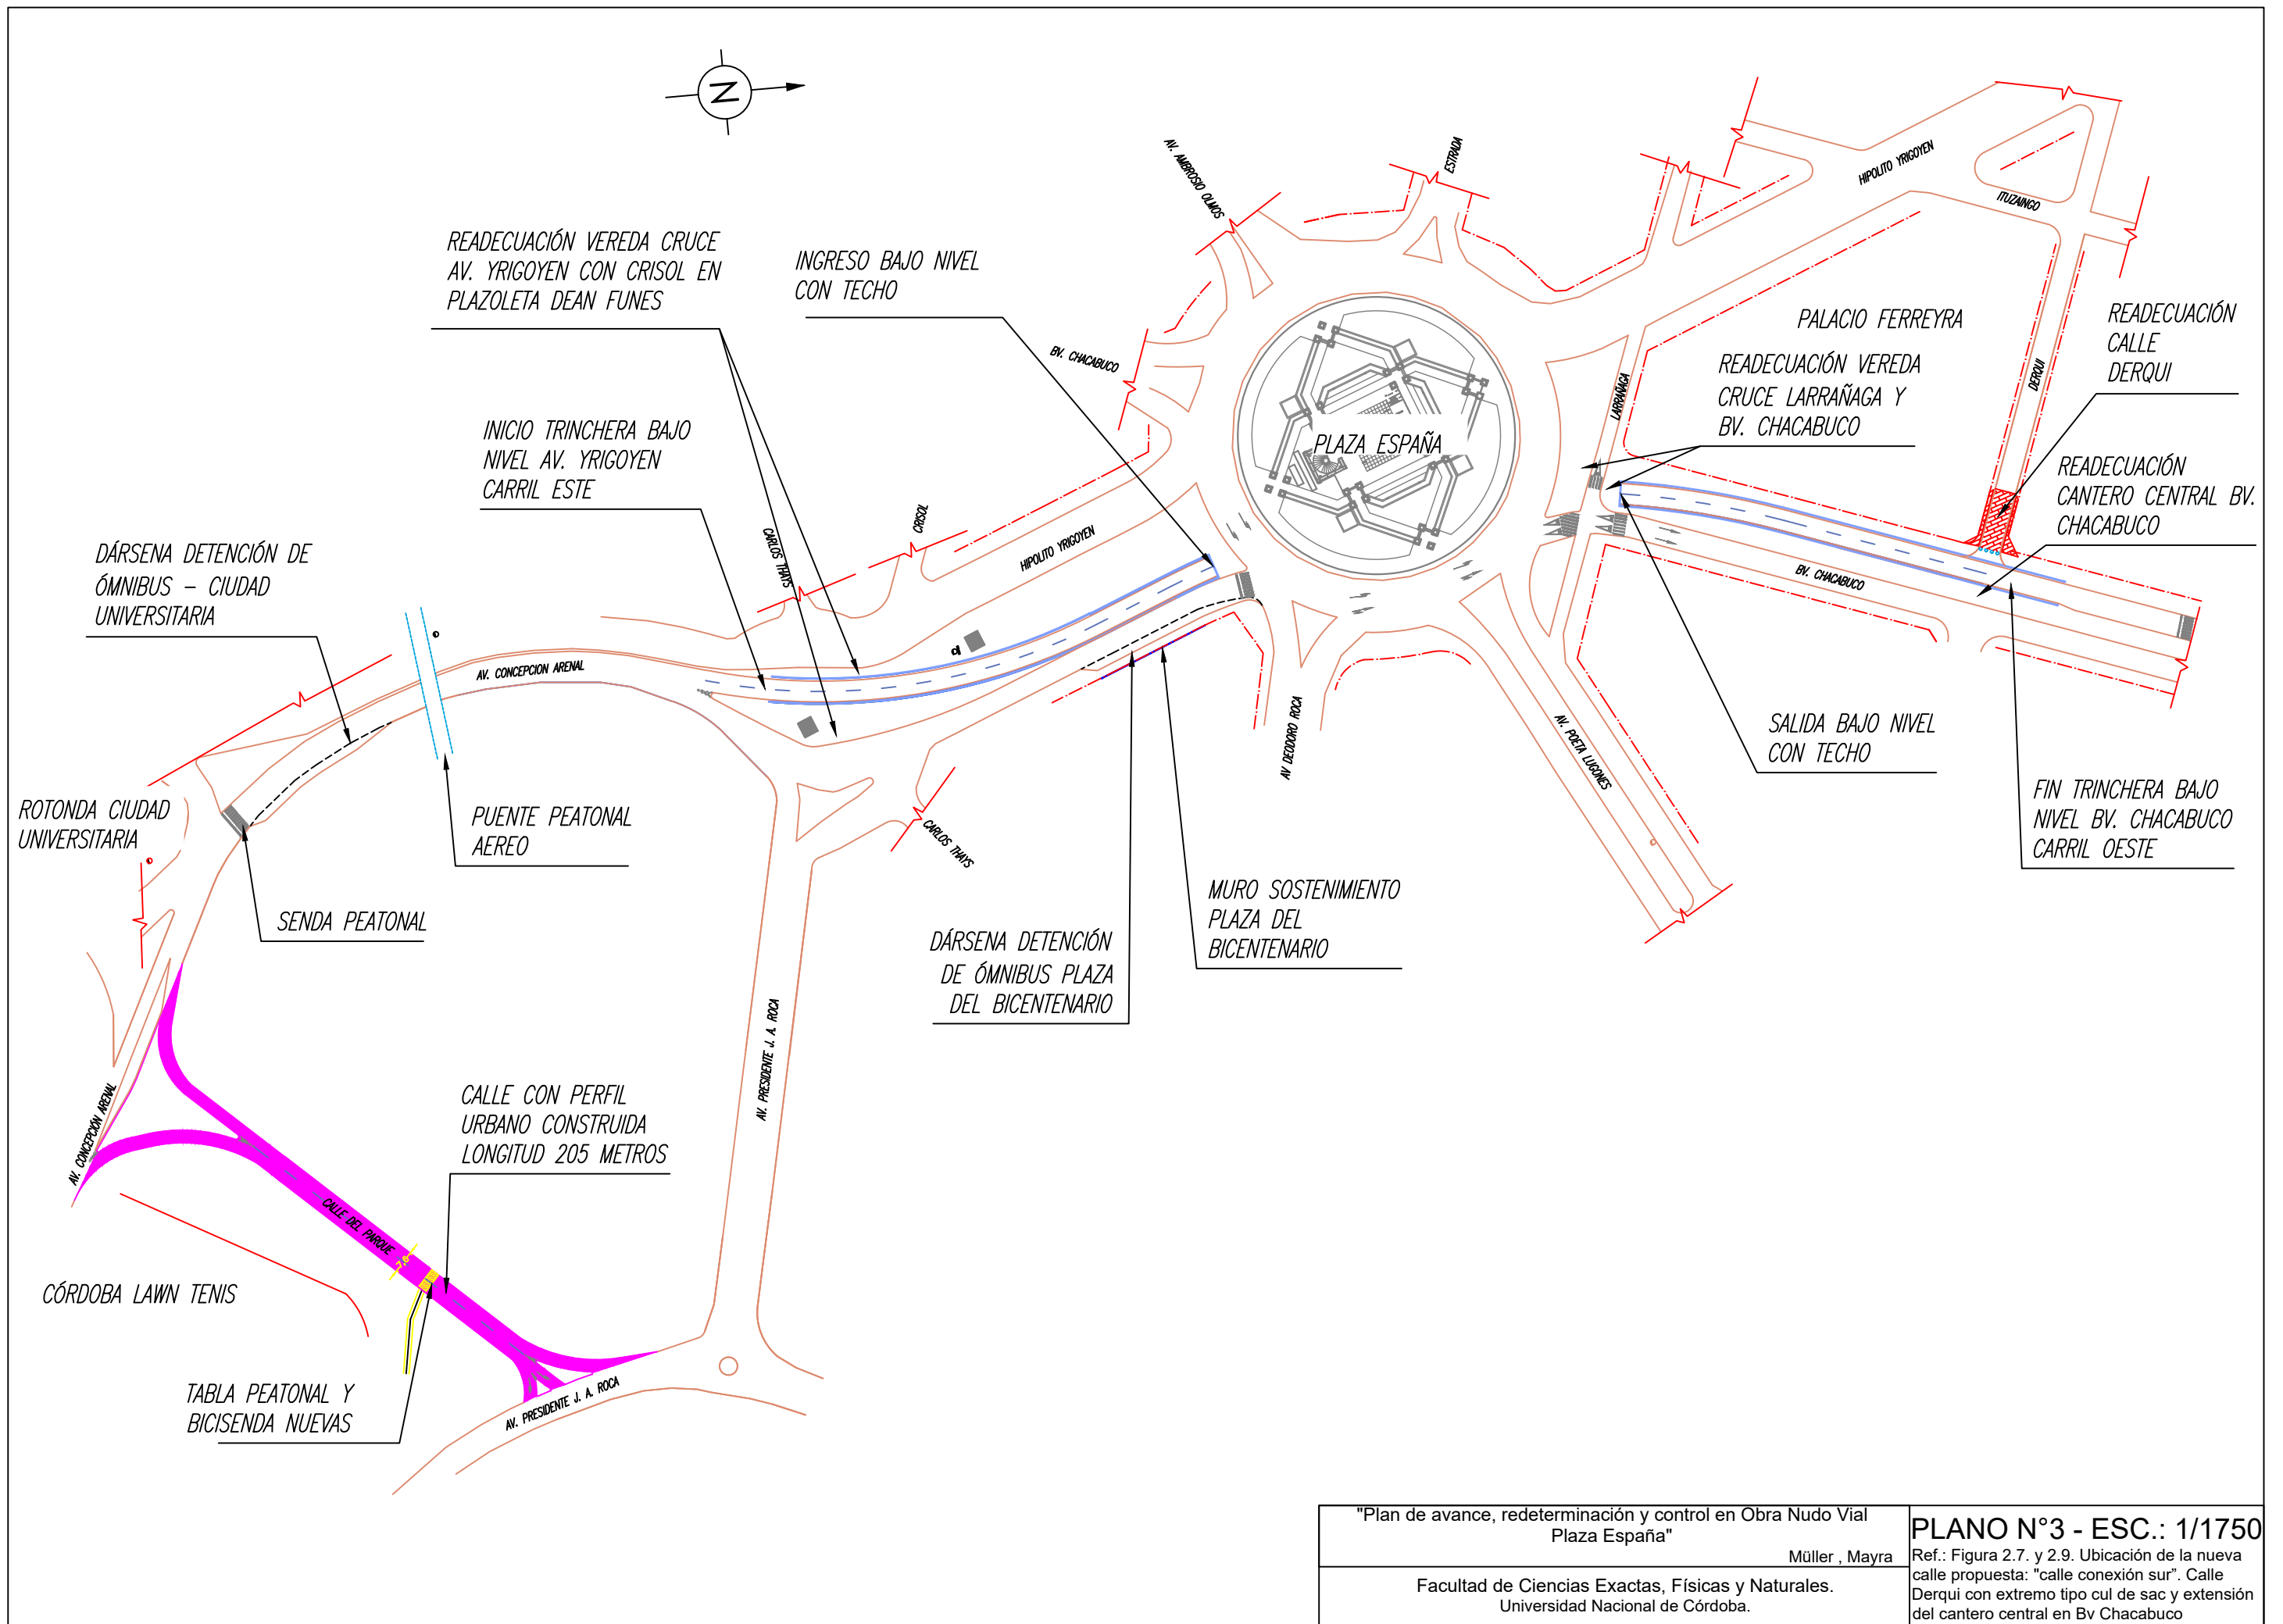 N
AV. AMBROSIO OLMOS
ESTRADA
HIPOLITO YRIGOYEN
ITUZAINGO
READECUACIÓN VEREDA CRUCE
AV. YRIGOYEN CON CRISOL EN
PLAZOLETA DEAN FUNES
INGRESO BAJO NIVEL
CON TECHO
BV. CHACABUCO
PALACIO FERREYRA
READECUACIÓN VEREDA
CRUCE LARRAÑAGA Y
BV. CHACABUCO
LARRAÑAGA
DERQUI
READECUACIÓN
CALLE
DERQUI
READECUACIÓN
CANTERO CENTRAL BV.
CHACABUCO
INICIO TRINCHERA BAJO
NIVEL AV. YRIGOYEN
CARRIL ESTE
PLAZA ESPAÑA
CARLOS THAYS
CRISOL
HIPOLITO YRIGOYEN
BV. CHACABUCO
DÁRSENA DETENCIÓN DE
ÓMNIBUS – CIUDAD
UNIVERSITARIA
AV. CONCEPCION ARENAL
AV DEODORO ROCA
AV. POETA LUGONES
SALIDA BAJO NIVEL
CON TECHO
FIN TRINCHERA BAJO
NIVEL BV. CHACABUCO
CARRIL OESTE
ROTONDA CIUDAD
UNIVERSITARIA
PUENTE PEATONAL
AEREO
CARLOS THAYS
SENDA PEATONAL
MURO SOSTENIMIENTO
PLAZA DEL
BICENTENARIO
DÁRSENA DETENCIÓN
DE ÓMNIBUS PLAZA
DEL BICENTENARIO
AV. PRESIDENTE J. A. ROCA
AV. CONCEPCIÓN ARENAL
CALLE CON PERFIL
URBANO CONSTRUIDA
LONGITUD 205 METROS
CALLE DEL PARQUE
CÓRDOBA LAWN TENIS
TABLA PEATONAL Y
BICISENDA NUEVAS
AV. PRESIDENTE J. A. ROCA
"Plan de avance, redeterminación y control en Obra Nudo Vial
Plaza España"
Müller , Mayra
Facultad de Ciencias Exactas, Físicas y Naturales.
Universidad Nacional de Córdoba.
PLANO N°3 - ESC.: 1/1750
Ref.: Figura 2.7. y 2.9. Ubicación de la nueva
calle propuesta: "calle conexión sur”. Calle
Derqui con extremo tipo cul de sac y extensión
del cantero central en Bv Chacabuco